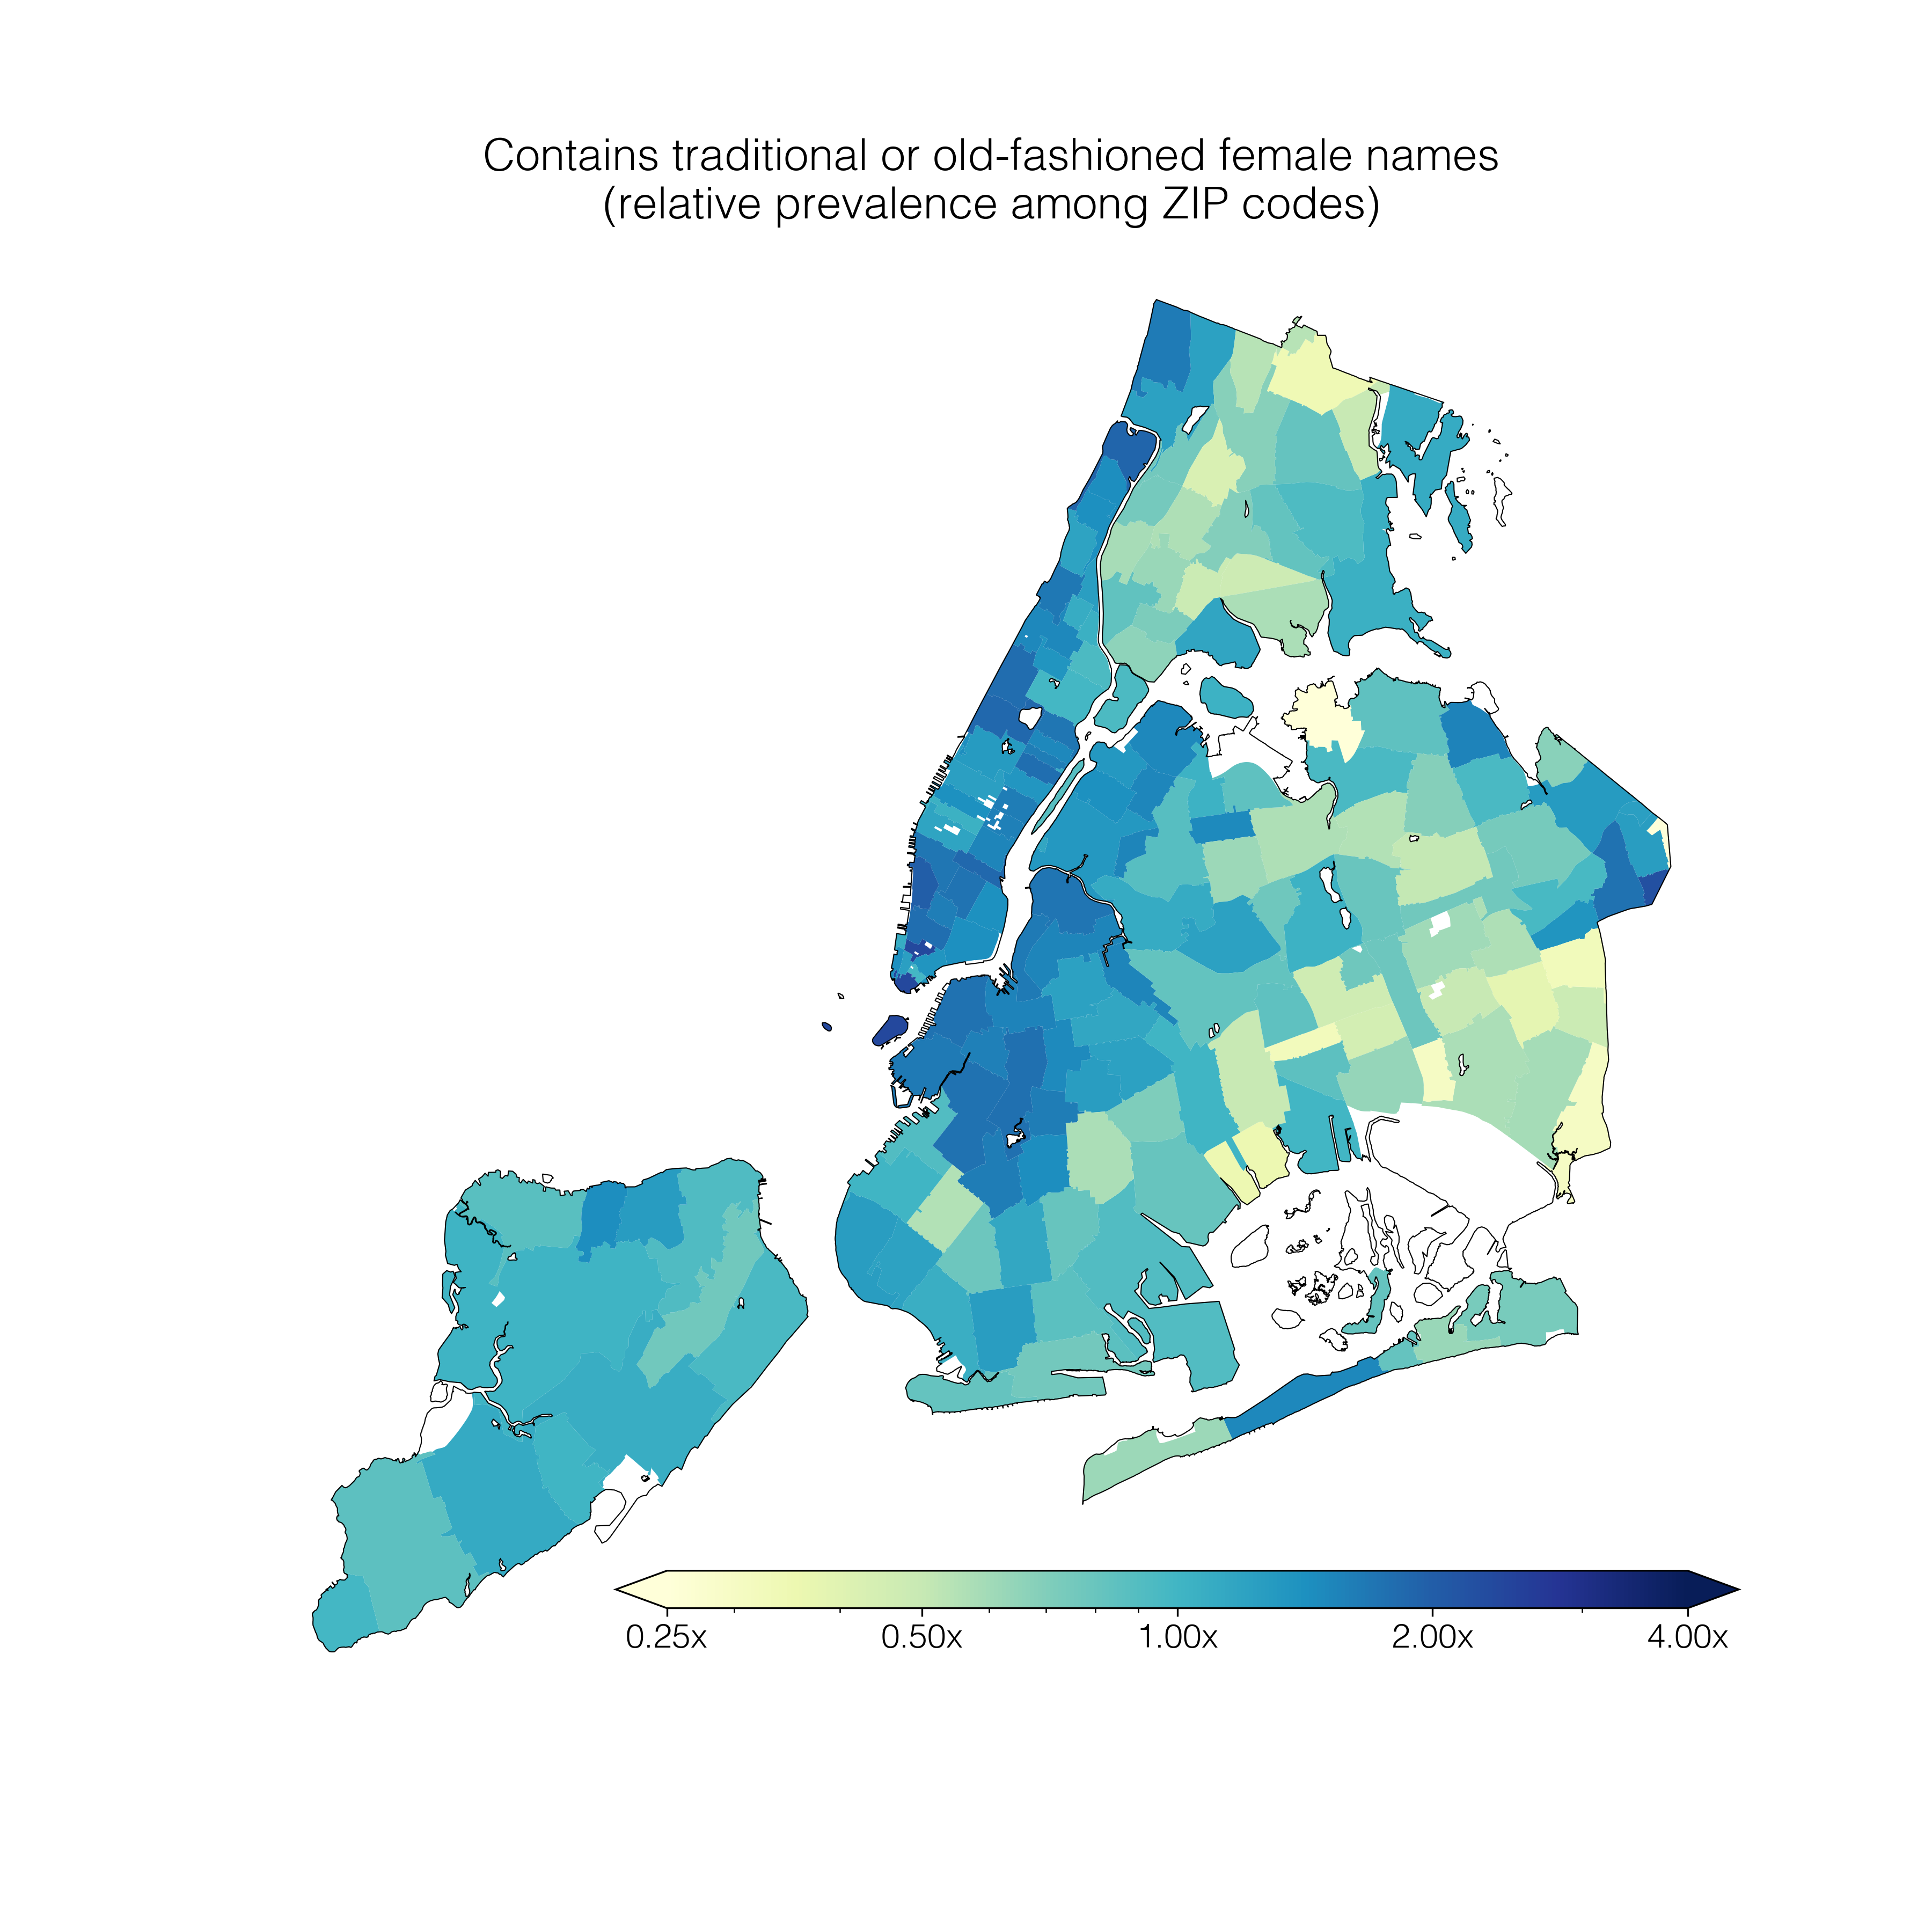 Contains traditional or old-fashioned female names
(relative prevalence among ZIP codes)
0.25x 0.50x 1.00x 2.00x 4.00x